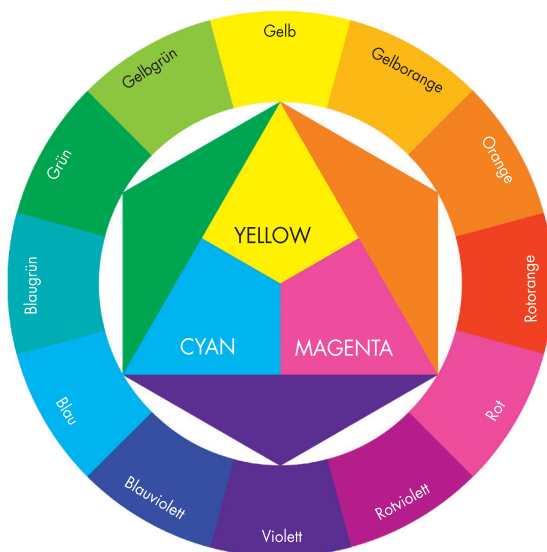 Gelb
Gelborange
Orange
Rotorange
Rot
Rotviolett
Violett
Blauviolett
Blau
Blaugrün
Grün
Gelbgrün
YELLOW
CYAN
MAGENTA